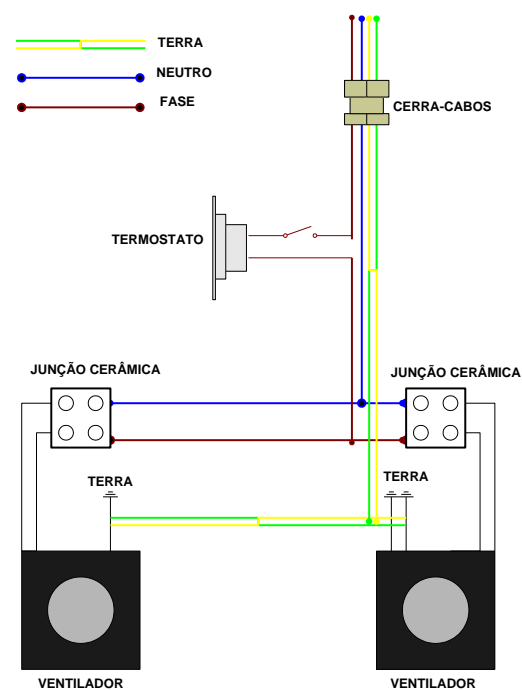 TERRA
NEUTRO
FASE
CERRA-CABOS
TERMOSTATO
JUNÇÃO CERÂMICA
JUNÇÃO CERÂMICA
TERRA
TERRA
VENTILADOR
VENTILADOR